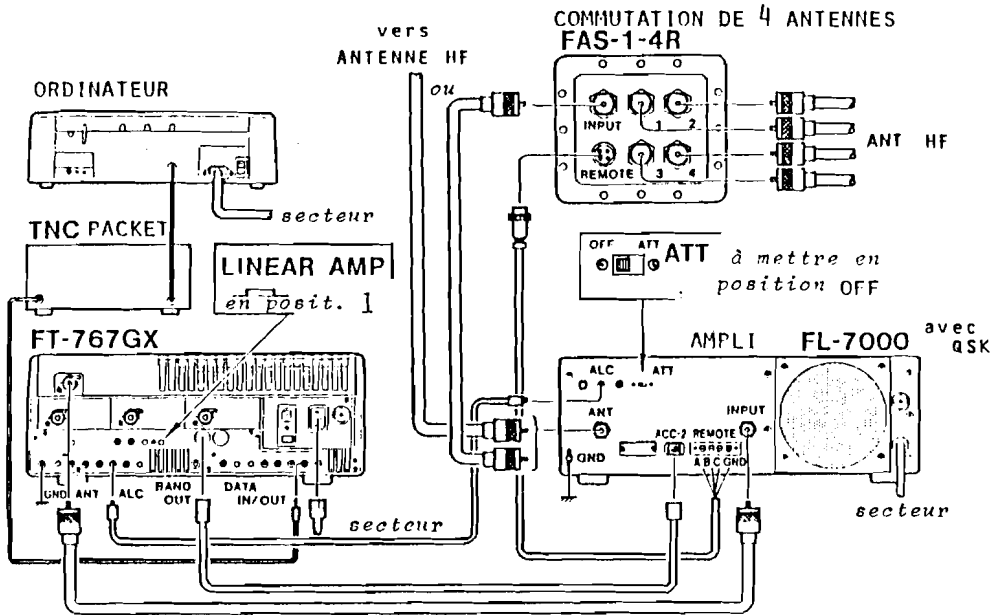 COMMUTATION DE 4 ANTENNES
FAS-1-4R
vers
ANTENNE HF
ou
ORDINATEUR
INPUT 1 2
REMOTE 3 4
ANT HF
secteur
TNC PACKET
LINEAR AMP
en posit. 1
OFF ATT
ATT
à mettre en
position OFF
FT-767GX
AMPLI FL-7000 avec
QSK
ALC ATT
ANT
INPUT
ACC-2 REMOTE
A B C GND
GND
GND ANT ALC BAND
OUT DATA
IN/OUT
secteur
secteur